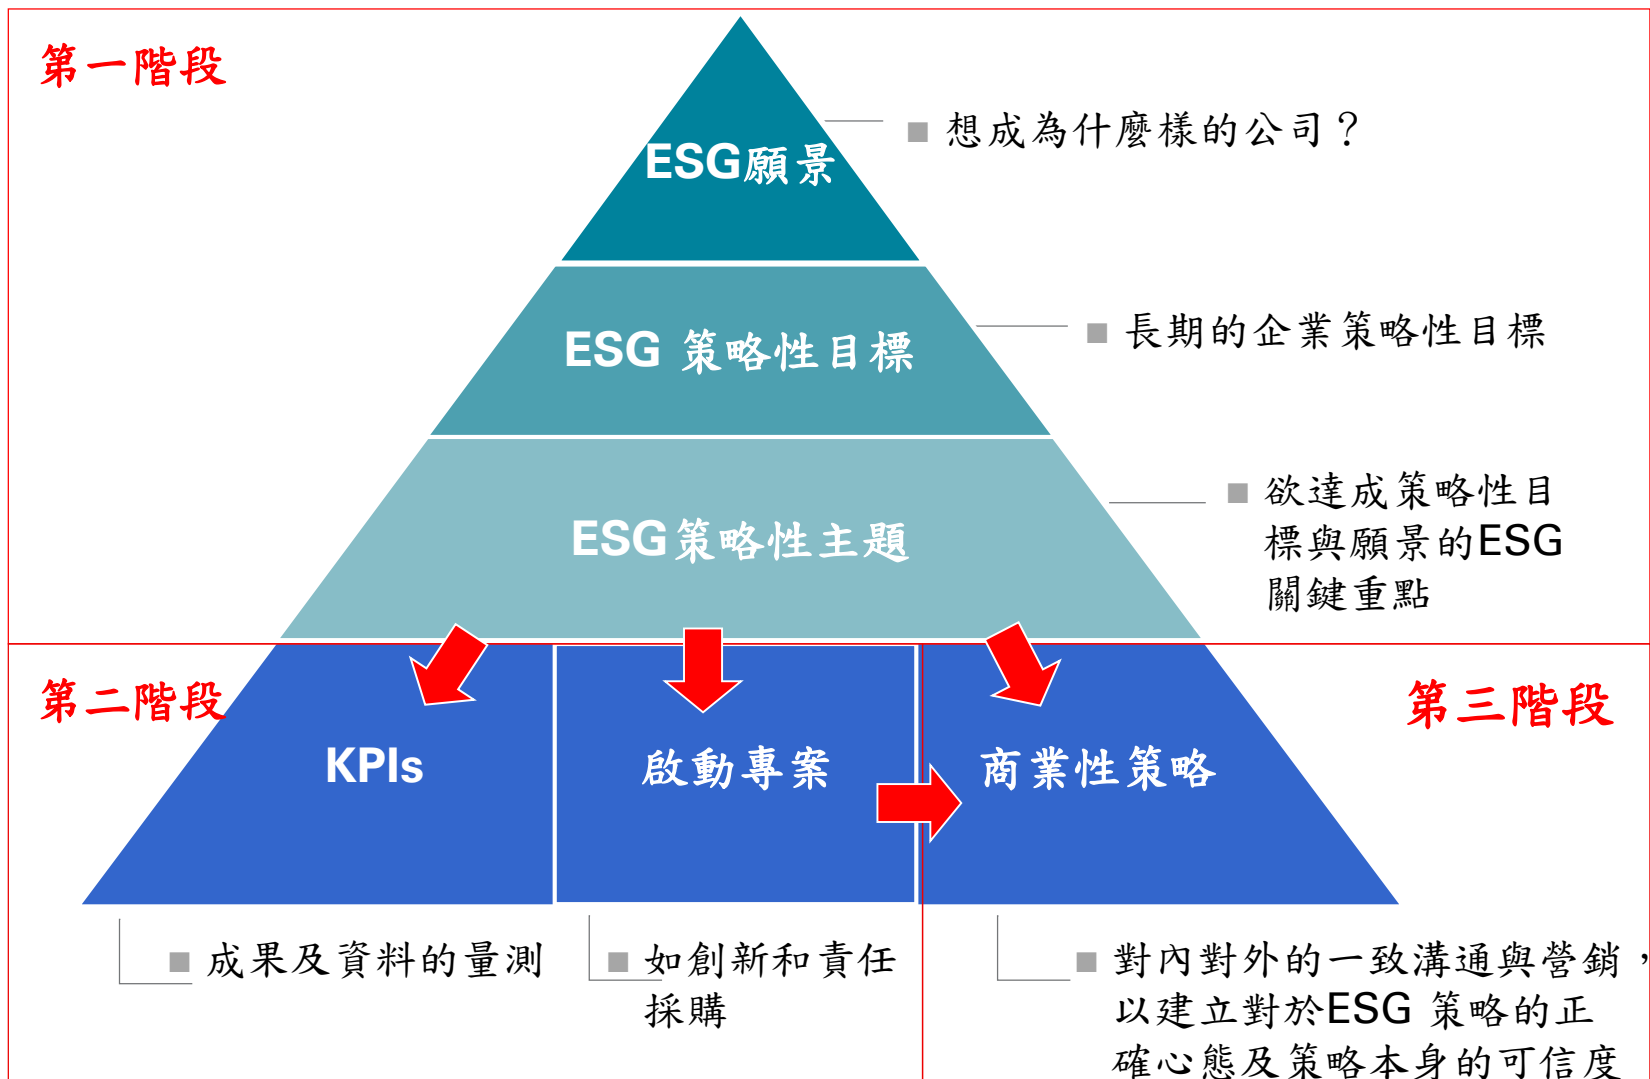 第一階段
ESG願景
■ 想成為什麼樣的公司？
ESG 策略性目標
■ 長期的企業策略性目標
ESG策略性主題
■ 欲達成策略性目
標與願景的ESG
關鍵重點
第二階段
第三階段
KPIs
啟動專案
商業性策略
■ 成果及資料的量測
■ 如創新和責任
採購
■ 對內對外的一致溝通與營銷，
以建立對於ESG 策略的正
確心態及策略本身的可信度